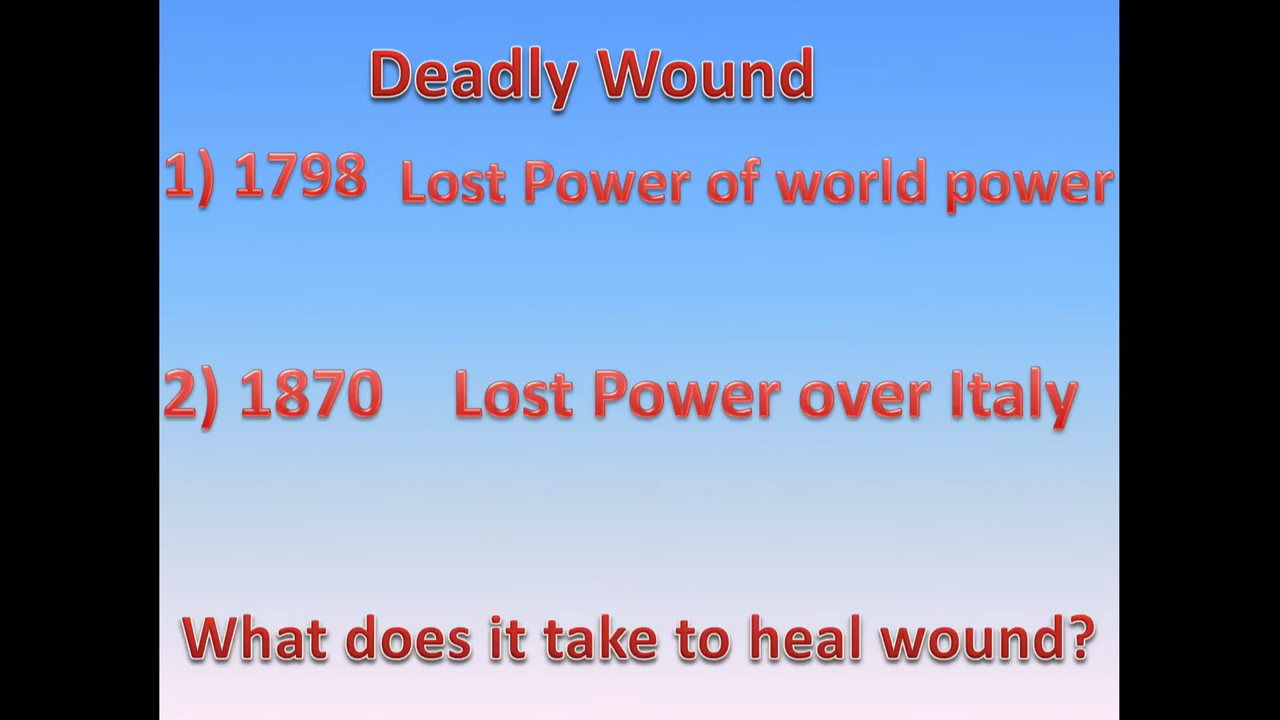 Deadly Wound
1) 1798 Lost Power of world power
2) 1870 Lost Power over Italy
What does it take to heal wound?